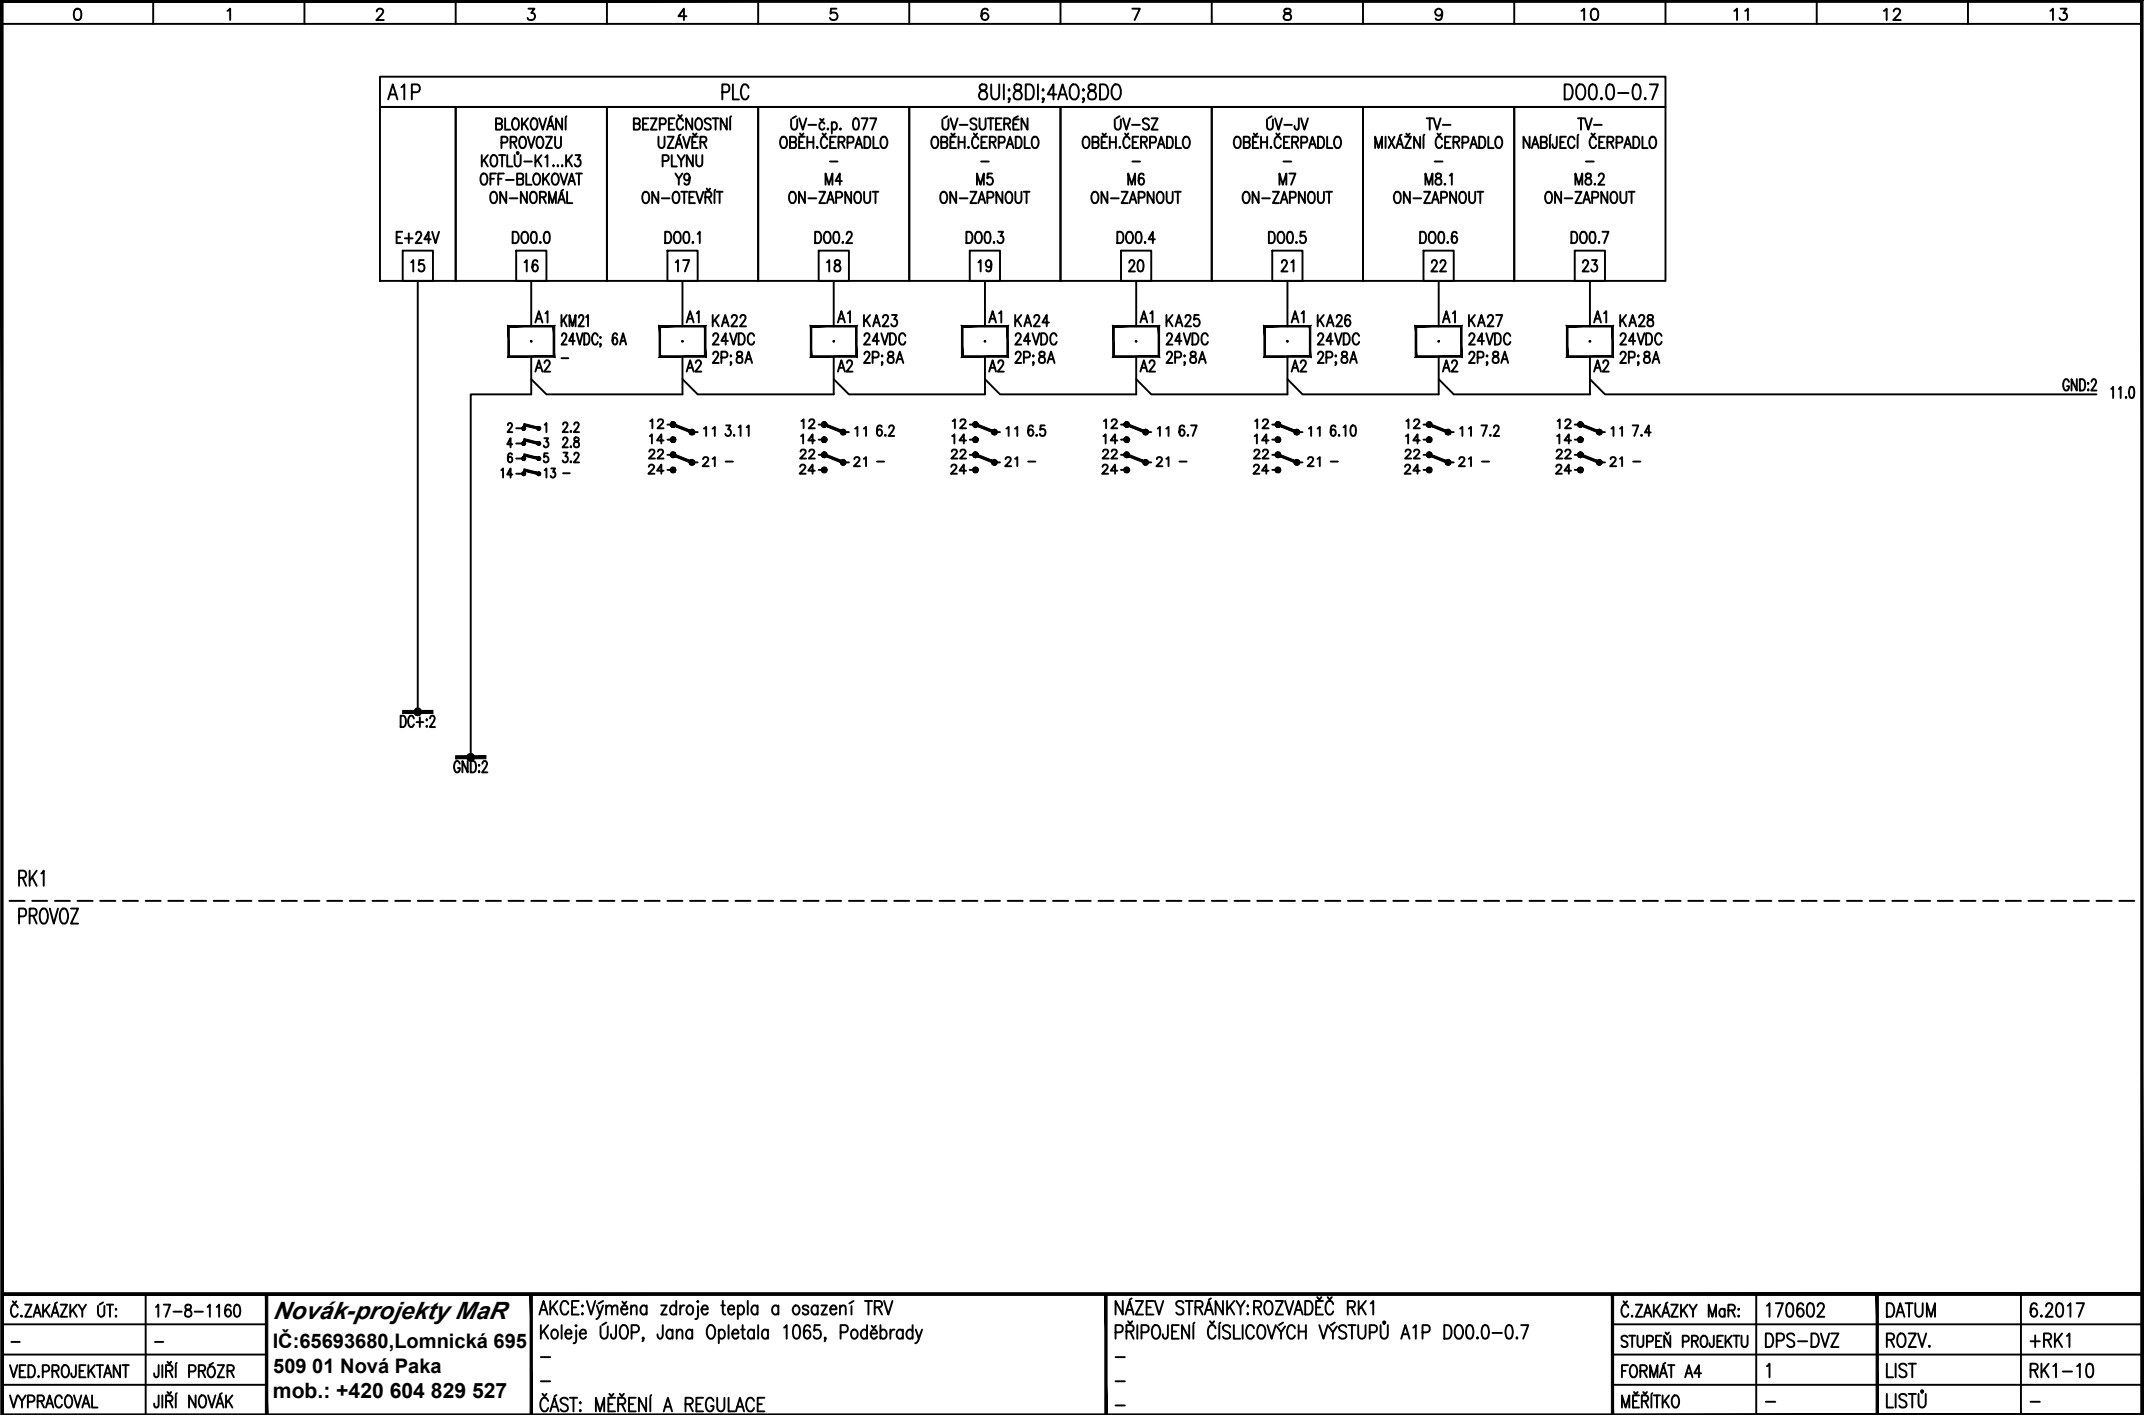 0 1 2 3 4 5 6 7 8 9 10 11 12 13
A1P PLC 8UI;8DI;4AO;8DO DO0.0-0.7
E+24V
15
BLOKOVÁNÍ
PROVOZU
KOTLŮ-K1...K3
OFF-BLOKOVAT
ON-NORMÁL
DO0.0
16
BEZPEČNOSTNÍ
UZÁVĚR
PLYNU
Y9
ON-OTEVŘÍT
DO0.1
17
ÚV-č.p. 077
OBĚH.ČERPADLO
-
M4
ON-ZAPNOUT
DO0.2
18
ÚV-SUTERÉN
OBĚH.ČERPADLO
-
M5
ON-ZAPNOUT
DO0.3
19
ÚV-SZ
OBĚH.ČERPADLO
-
M6
ON-ZAPNOUT
DO0.4
20
ÚV-JV
OBĚH.ČERPADLO
-
M7
ON-ZAPNOUT
DO0.5
21
TV-
MIXÁŽNÍ ČERPADLO
-
M8.1
ON-ZAPNOUT
DO0.6
22
TV-
NABÍJECÍ ČERPADLO
-
M8.2
ON-ZAPNOUT
DO0.7
23
A1 KM21
24VDC; 6A
-
A2
A1 KA22
24VDC
2P;8A
A2
A1 KA23
24VDC
2P;8A
A2
A1 KA24
24VDC
2P;8A
A2
A1 KA25
24VDC
2P;8A
A2
A1 KA26
24VDC
2P;8A
A2
A1 KA27
24VDC
2P;8A
A2
A1 KA28
24VDC
2P;8A
A2
GND:2 11.0
2 1 2.2
4 3 2.8
6 5 3.2
14 13 -
12 11 3.11
14
22 21 -
24
12 11 6.2
14
22 21 -
24
12 11 6.5
14
22 21 -
24
12 11 6.7
14
22 21 -
24
12 11 6.10
14
22 21 -
24
12 11 7.2
14
22 21 -
24
12 11 7.4
14
22 21 -
24
DC+:2
GND:2
RK1
PROVOZ
Č.ZAKÁZKY ÚT: 17-8-1160
- -
VED.PROJEKTANT JIŘÍ PRÓZR
VYPRACOVAL JIŘÍ NOVÁK
Novák-projekty MaR
IČ:65693680,Lomnická 695
509 01 Nová Paka
mob.: +420 604 829 527
AKCE:Výměna zdroje tepla a osazení TRV
Koleje ÚJOP, Jana Opletala 1065, Poděbrady
-
-
ČÁST: MĚŘENÍ A REGULACE
NÁZEV STRÁNKY:ROZVADĚČ RK1
PŘIPOJENÍ ČÍSLICOVÝCH VÝSTUPŮ A1P DO0.0-0.7
-
-
-
Č.ZAKÁZKY MaR: 170602 DATUM 6.2017
STUPEŇ PROJEKTU DPS-DVZ ROZV. +RK1
FORMÁT A4 1 LIST RK1-10
MĚŘÍTKO - LISTŮ -